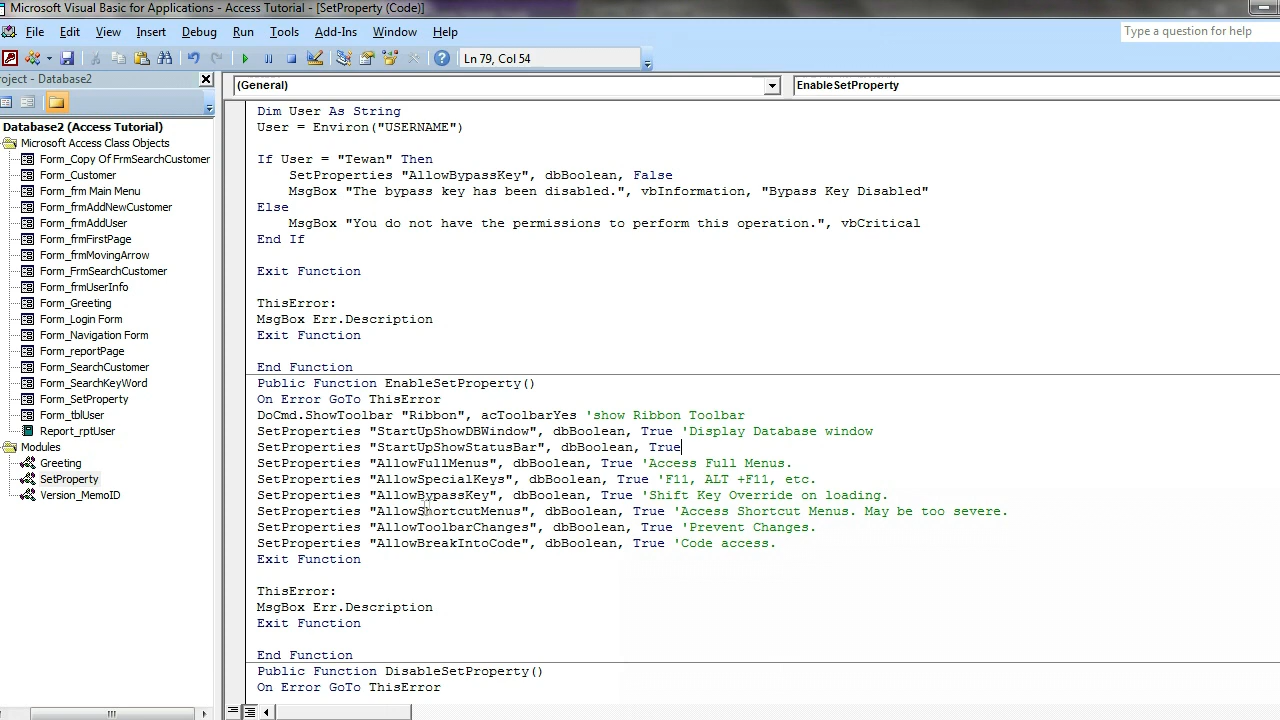 Microsoft Visual Basic for Applications - Access Tutorial - [SetProperty (Code)]
File Edit View Insert Debug Run Tools Add-Ins Window Help
Type a question for help
Ln 79, Col 54
roject - Database2
(General)
EnableSetProperty
Database2 (Access Tutorial)
Microsoft Access Class Objects
Form_Copy Of FrmSearchCustomer
Form_Customer
Form_frm Main Menu
Form_frmAddNewCustomer
Form_frmAddUser
Form_frmFirstPage
Form_frmMovingArrow
Form_FrmSearchCustomer
Form_frmUserInfo
Form_Greeting
Form_Login Form
Form_Navigation Form
Form_reportPage
Form_SearchCustomer
Form_SearchKeyWord
Form_SetProperty
Form_tblUser
Report_rptUser
Modules
Greeting
SetProperty
Version_MemoID
Dim User As String
User = Environ("USERNAME")
If User = "Tewan" Then
SetProperties "AllowBypassKey", dbBoolean, False
MsgBox "The bypass key has been disabled.", vbInformation, "Bypass Key Disabled"
Else
MsgBox "You do not have the permissions to perform this operation.", vbCritical
End If
Exit Function
ThisError:
MsgBox Err.Description
Exit Function
End Function
Public Function EnableSetProperty()
On Error GoTo ThisError
DoCmd.ShowToolbar "Ribbon", acToolbarYes 'show Ribbon Toolbar
SetProperties "StartUpShowDBWindow", dbBoolean, True 'Display Database window
SetProperties "StartUpShowStatusBar", dbBoolean, True
SetProperties "AllowFullMenus", dbBoolean, True 'Access Full Menus.
SetProperties "AllowSpecialKeys", dbBoolean, True 'F11, ALT +F11, etc.
SetProperties "AllowBypassKey", dbBoolean, True 'Shift Key Override on loading.
SetProperties "AllowShortcutMenus", dbBoolean, True 'Access Shortcut Menus. May be too severe.
SetProperties "AllowToolbarChanges", dbBoolean, True 'Prevent Changes.
SetProperties "AllowBreakIntoCode", dbBoolean, True 'Code access.
Exit Function
ThisError:
MsgBox Err.Description
Exit Function
End Function
Public Function DisableSetProperty()
On Error GoTo ThisError